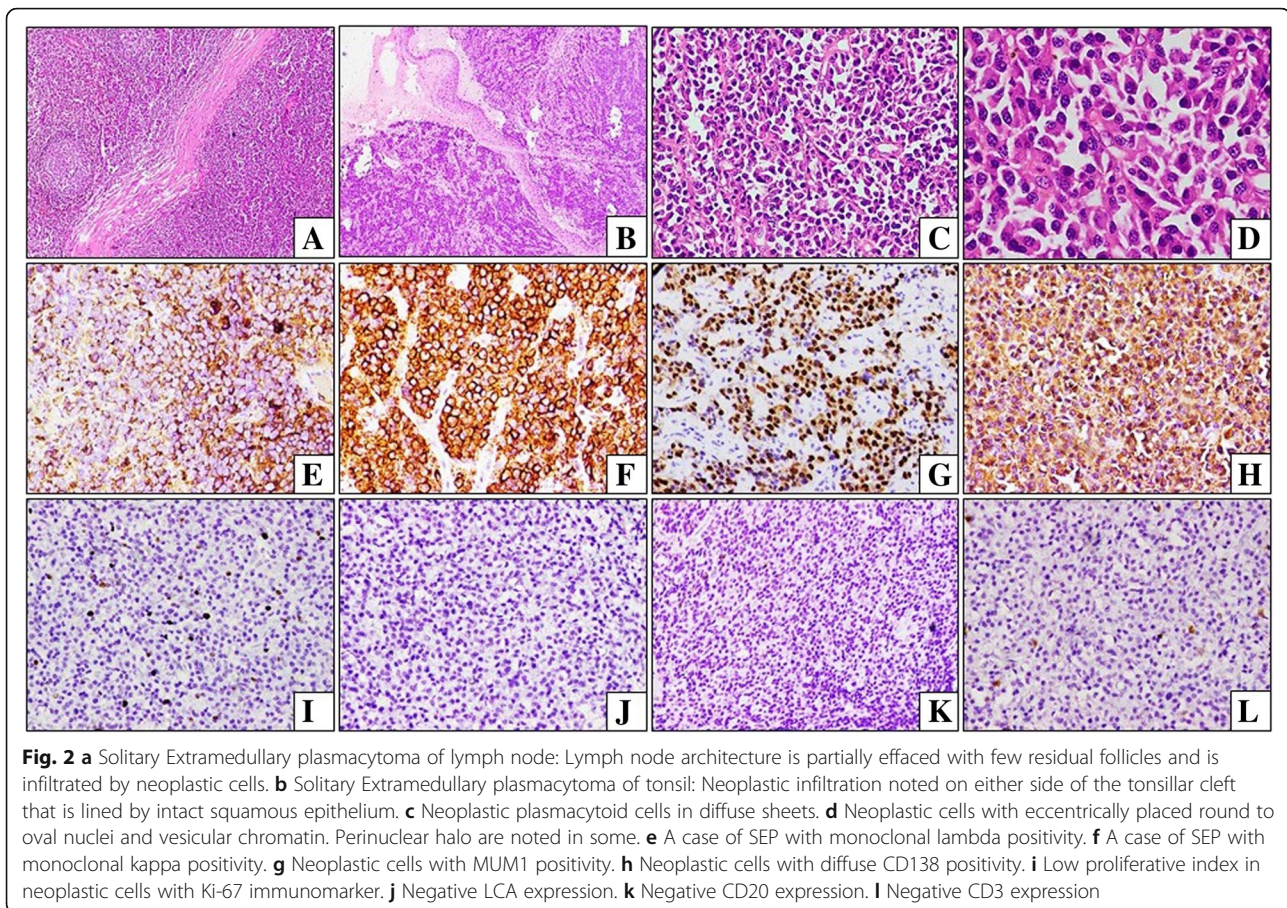 A
B
C
D
E
F
G
H
I
J
K
L
Fig. 2 a Solitary Extramedullary plasmacytoma of lymph node: Lymph node architecture is partially effaced with few residual follicles and is
infiltrated by neoplastic cells. b Solitary Extramedullary plasmacytoma of tonsil: Neoplastic infiltration noted on either side of the tonsillar cleft
that is lined by intact squamous epithelium. c Neoplastic plasmacytoid cells in diffuse sheets. d Neoplastic cells with eccentrically placed round to
oval nuclei and vesicular chromatin. Perinuclear halo are noted in some. e A case of SEP with monoclonal lambda positivity. f A case of SEP with
monoclonal kappa positivity. g Neoplastic cells with MUM1 positivity. h Neoplastic cells with diffuse CD138 positivity. i Low proliferative index in
neoplastic cells with Ki-67 immunomarker. j Negative LCA expression. k Negative CD20 expression. l Negative CD3 expression